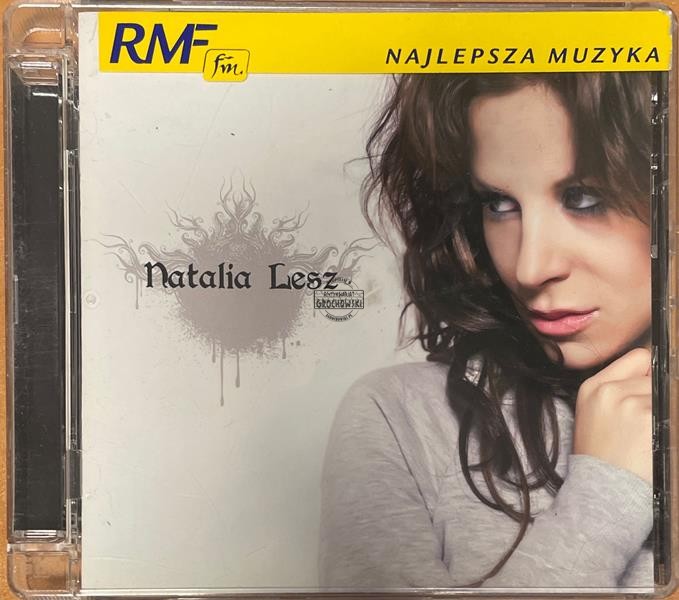 RMF
fm.
NAJLEPSZA MUZYKA
Natalia Lesz
GROCHOWSKI